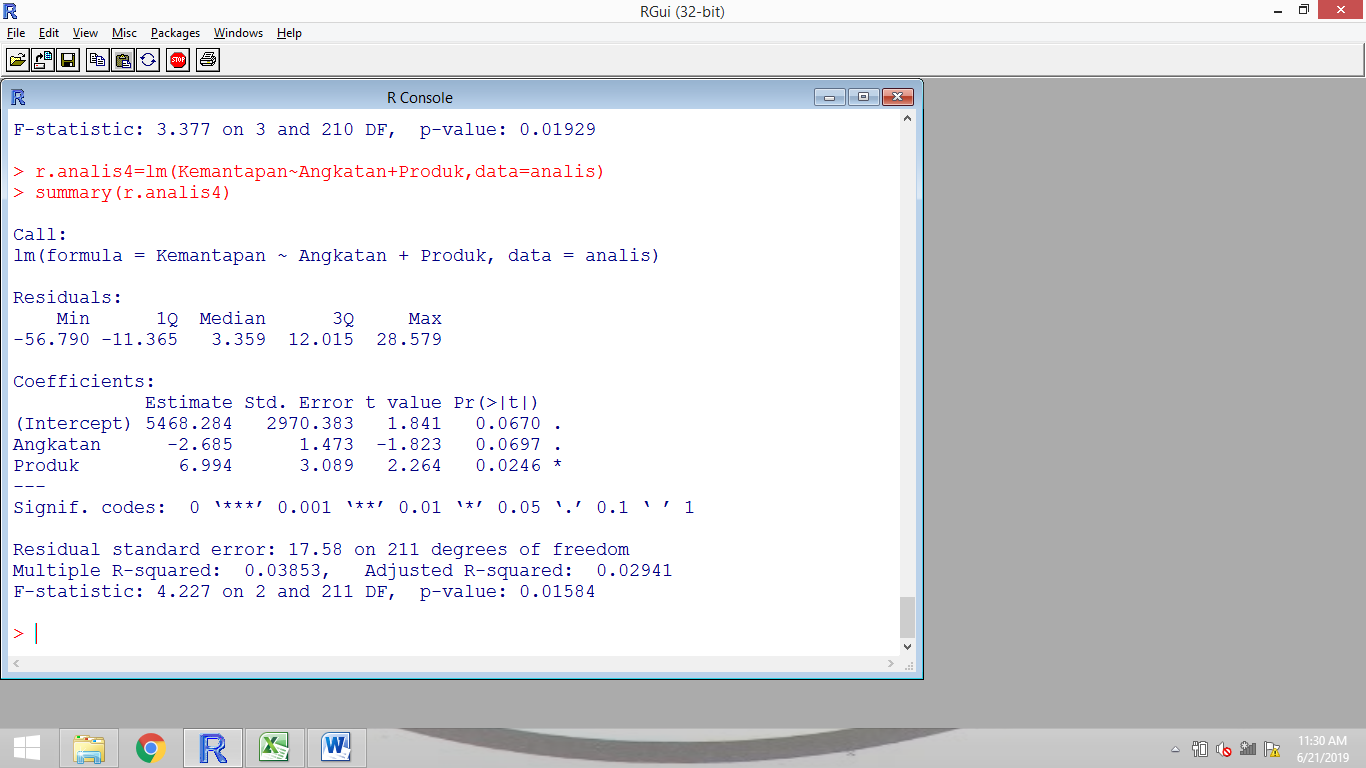 RGui (32-bit)
File Edit View Misc Packages Windows Help
STOP
R Console
F-statistic: 3.377 on 3 and 210 DF,  p-value: 0.01929
> r.analis4=lm(Kemantapan~Angkatan+Produk,data=analis)
> summary(r.analis4)
Call:
lm(formula = Kemantapan ~ Angkatan + Produk, data = analis)
Residuals:
    Min      1Q  Median      3Q     Max
-56.790 -11.365   3.359  12.015  28.579
Coefficients:
            Estimate Std. Error t value Pr(>|t|)
(Intercept) 5468.284   2970.383   1.841   0.0670 .
Angkatan      -2.685      1.473  -1.823   0.0697 .
Produk         6.994      3.089   2.264   0.0246 *
---
Signif. codes:  0 ‘***’ 0.001 ‘**’ 0.01 ‘*’ 0.05 ‘.’ 0.1 ‘ ’ 1
Residual standard error: 17.58 on 211 degrees of freedom
Multiple R-squared:  0.03853,   Adjusted R-squared:  0.02941
F-statistic: 4.227 on 2 and 211 DF,  p-value: 0.01584
>
11:30 AM
6/21/2019